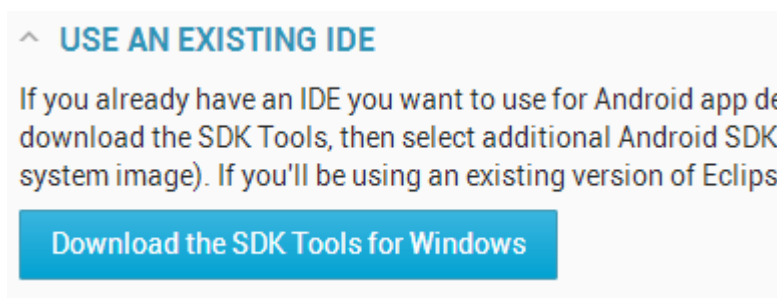 USE AN EXISTING IDE
If you already have an IDE you want to use for Android app de
download the SDK Tools, then select additional Android SDK
system image). If you'll be using an existing version of Eclips
Download the SDK Tools for Windows